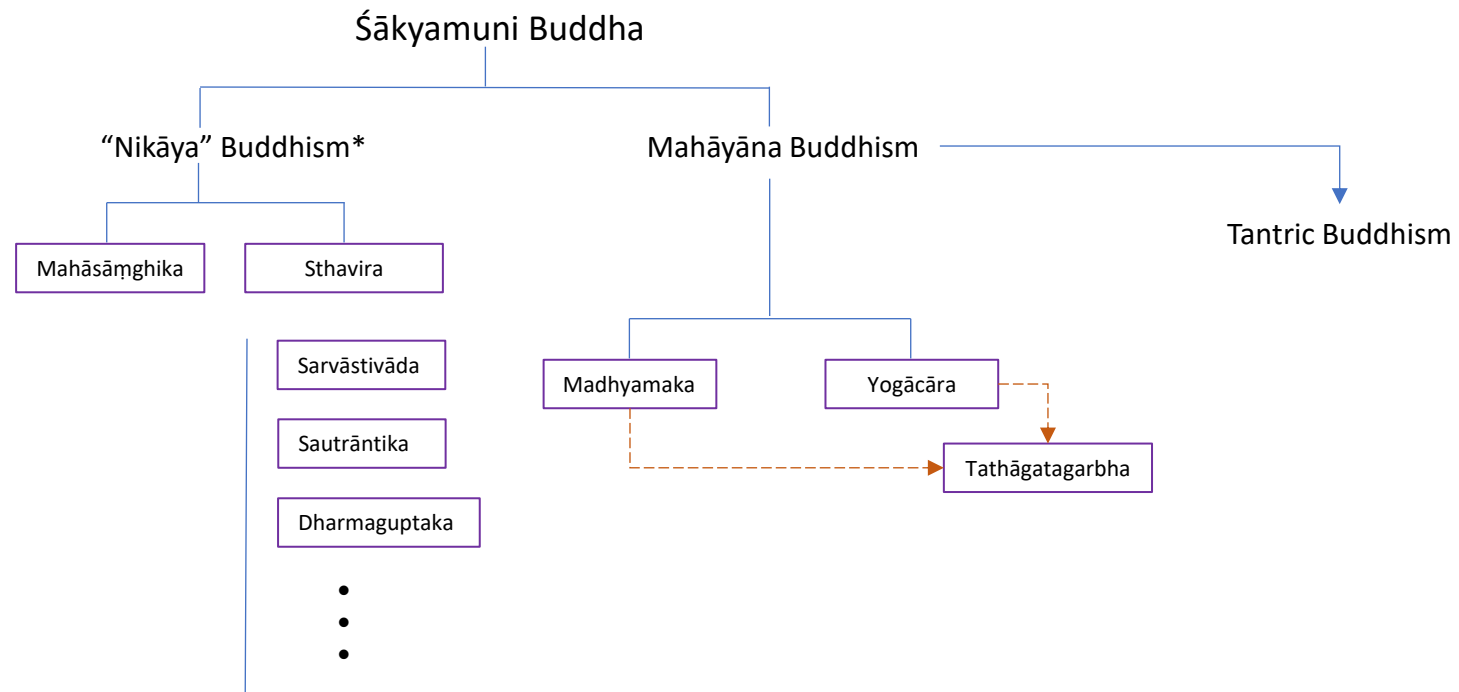 Śākyamuni Buddha
“Nikāya” Buddhism*
Mahāyāna Buddhism
Tantric Buddhism
Mahāsāṃghika
Sthavira
Sarvāstivāda
Madhyamaka
Yogācāra
Sautrāntika
Tathāgatagarbha
Dharmaguptaka